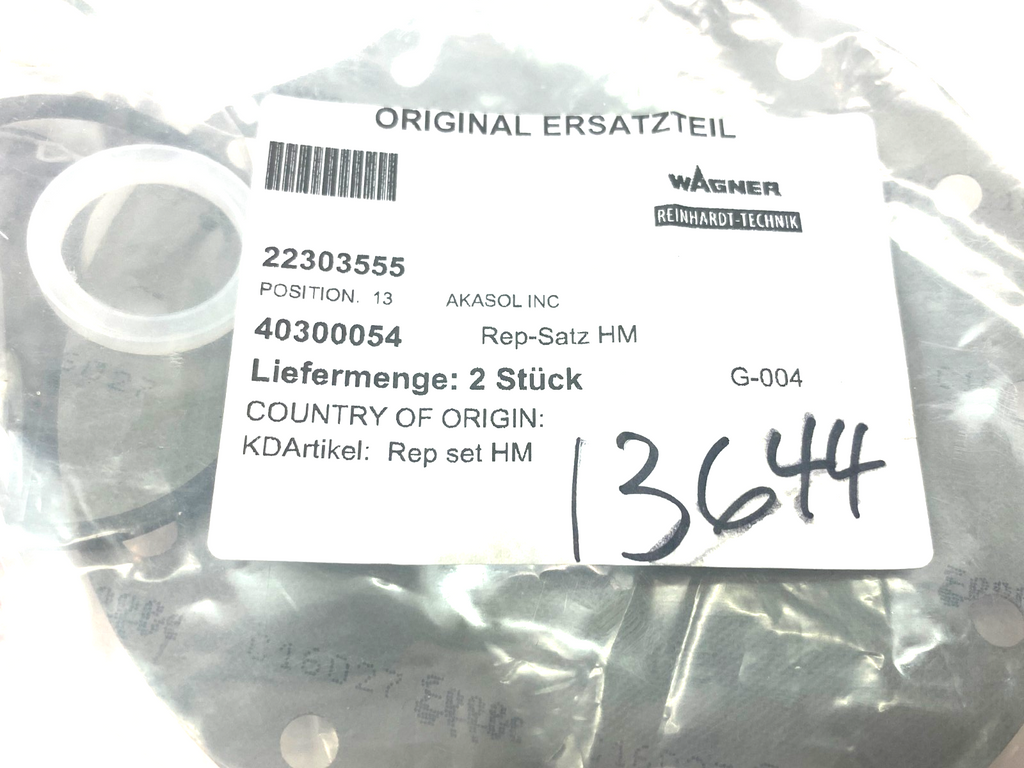 ORIGINAL ERSATZTEIL
WAGNER
REINHARDT-TECHNIK
22303555
POSITION. 13 AKASOL INC
40300054 Rep-Satz HM
Liefermenge: 2 Stück G-004
COUNTRY OF ORIGIN:
KDArtikel: Rep set HM
13644
D16D27